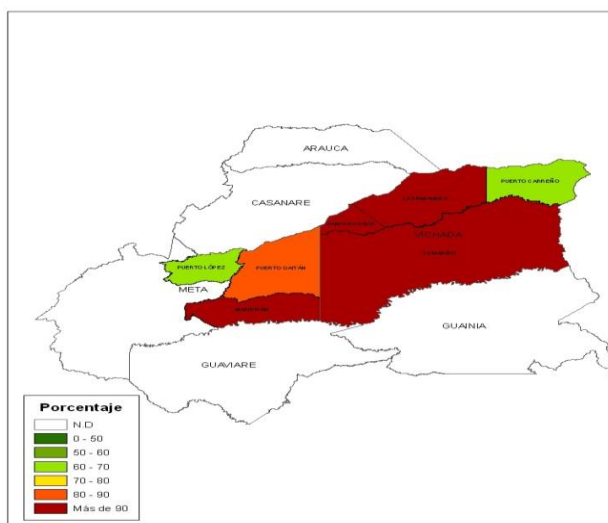 ARAUCA
PUERTO CARREÑO
CASANARE
VICHADA
CUMARIBO
PUERTO LÓPEZ
PUERTO GAITÁN
META
GUAINIA
GUAVIARE
Porcentaje
N.D
0 - 50
50 - 60
60 - 70
70 - 80
80 - 90
Más de 90